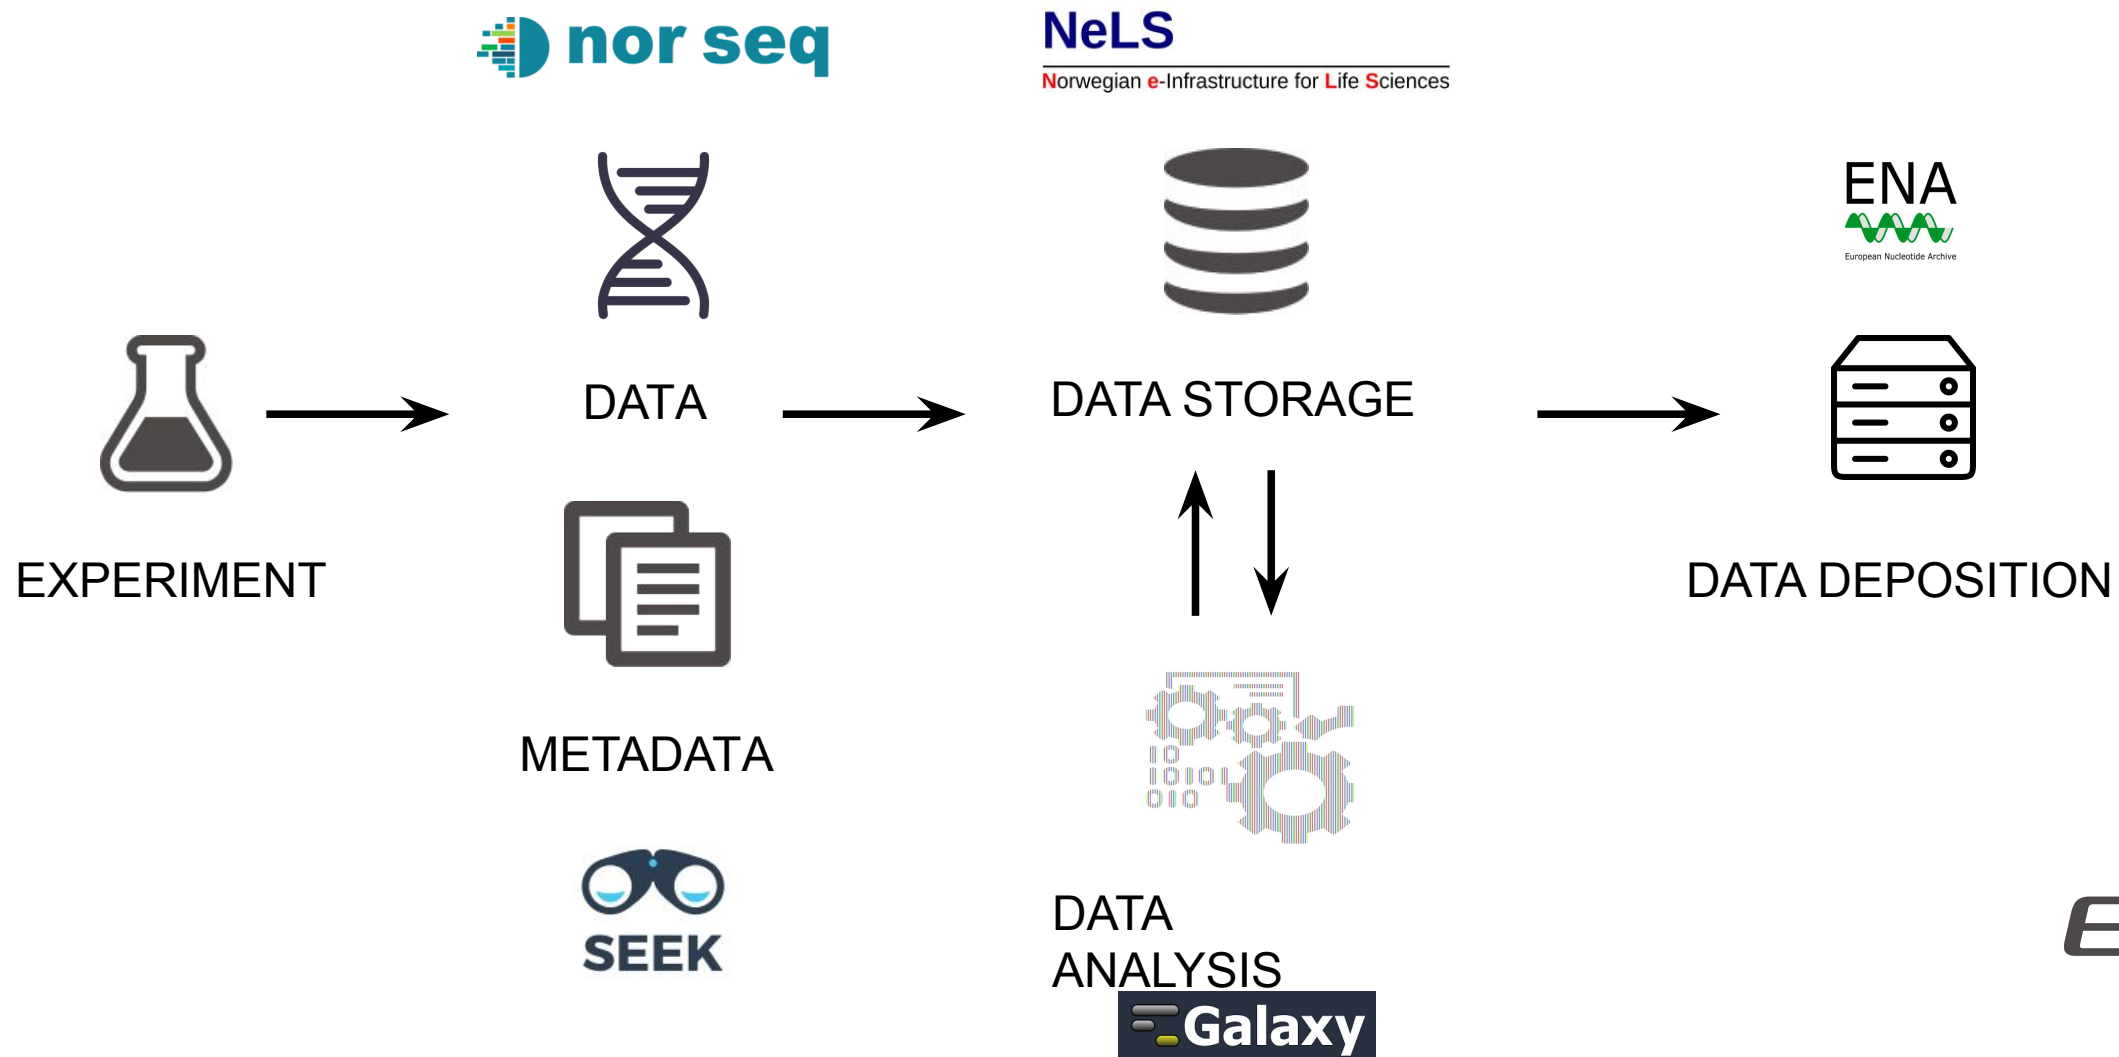 nor seq
NeLS
Norwegian e-Infrastructure for Life Sciences
ENA
European Nucleotide Archive
DATA
DATA STORAGE
EXPERIMENT
DATA DEPOSITION
METADATA
SEEK
DATA
ANALYSIS
Galaxy